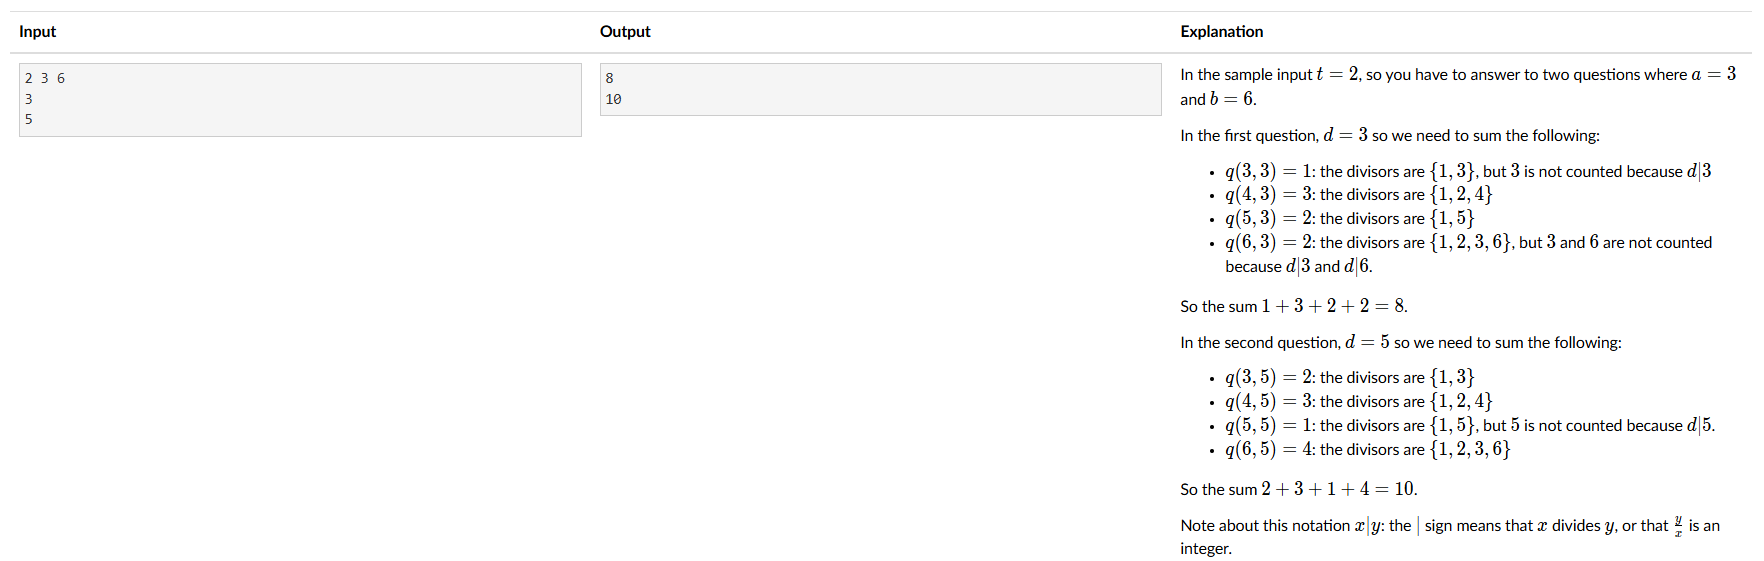 Input Output Explanation
2 3 6
3
5
8
10
In the sample input t = 2, so you have to answer to two questions where a = 3
and b = 6.
In the first question, d = 3 so we need to sum the following:
• q(3, 3) = 1: the divisors are {1, 3}, but 3 is not counted because d|3
• q(4, 3) = 3: the divisors are {1, 2, 4}
• q(5, 3) = 2: the divisors are {1, 5}
• q(6, 3) = 2: the divisors are {1, 2, 3, 6}, but 3 and 6 are not counted
because d|3 and d|6.
So the sum 1 + 3 + 2 + 2 = 8.
In the second question, d = 5 so we need to sum the following:
• q(3, 5) = 2: the divisors are {1, 3}
• q(4, 5) = 3: the divisors are {1, 2, 4}
• q(5, 5) = 1: the divisors are {1, 5}, but 5 is not counted because d|5.
• q(6, 5) = 4: the divisors are {1, 2, 3, 6}
So the sum 2 + 3 + 1 + 4 = 10.
Note about this notation x|y: the | sign means that x divides y, or that y/x is an
integer.